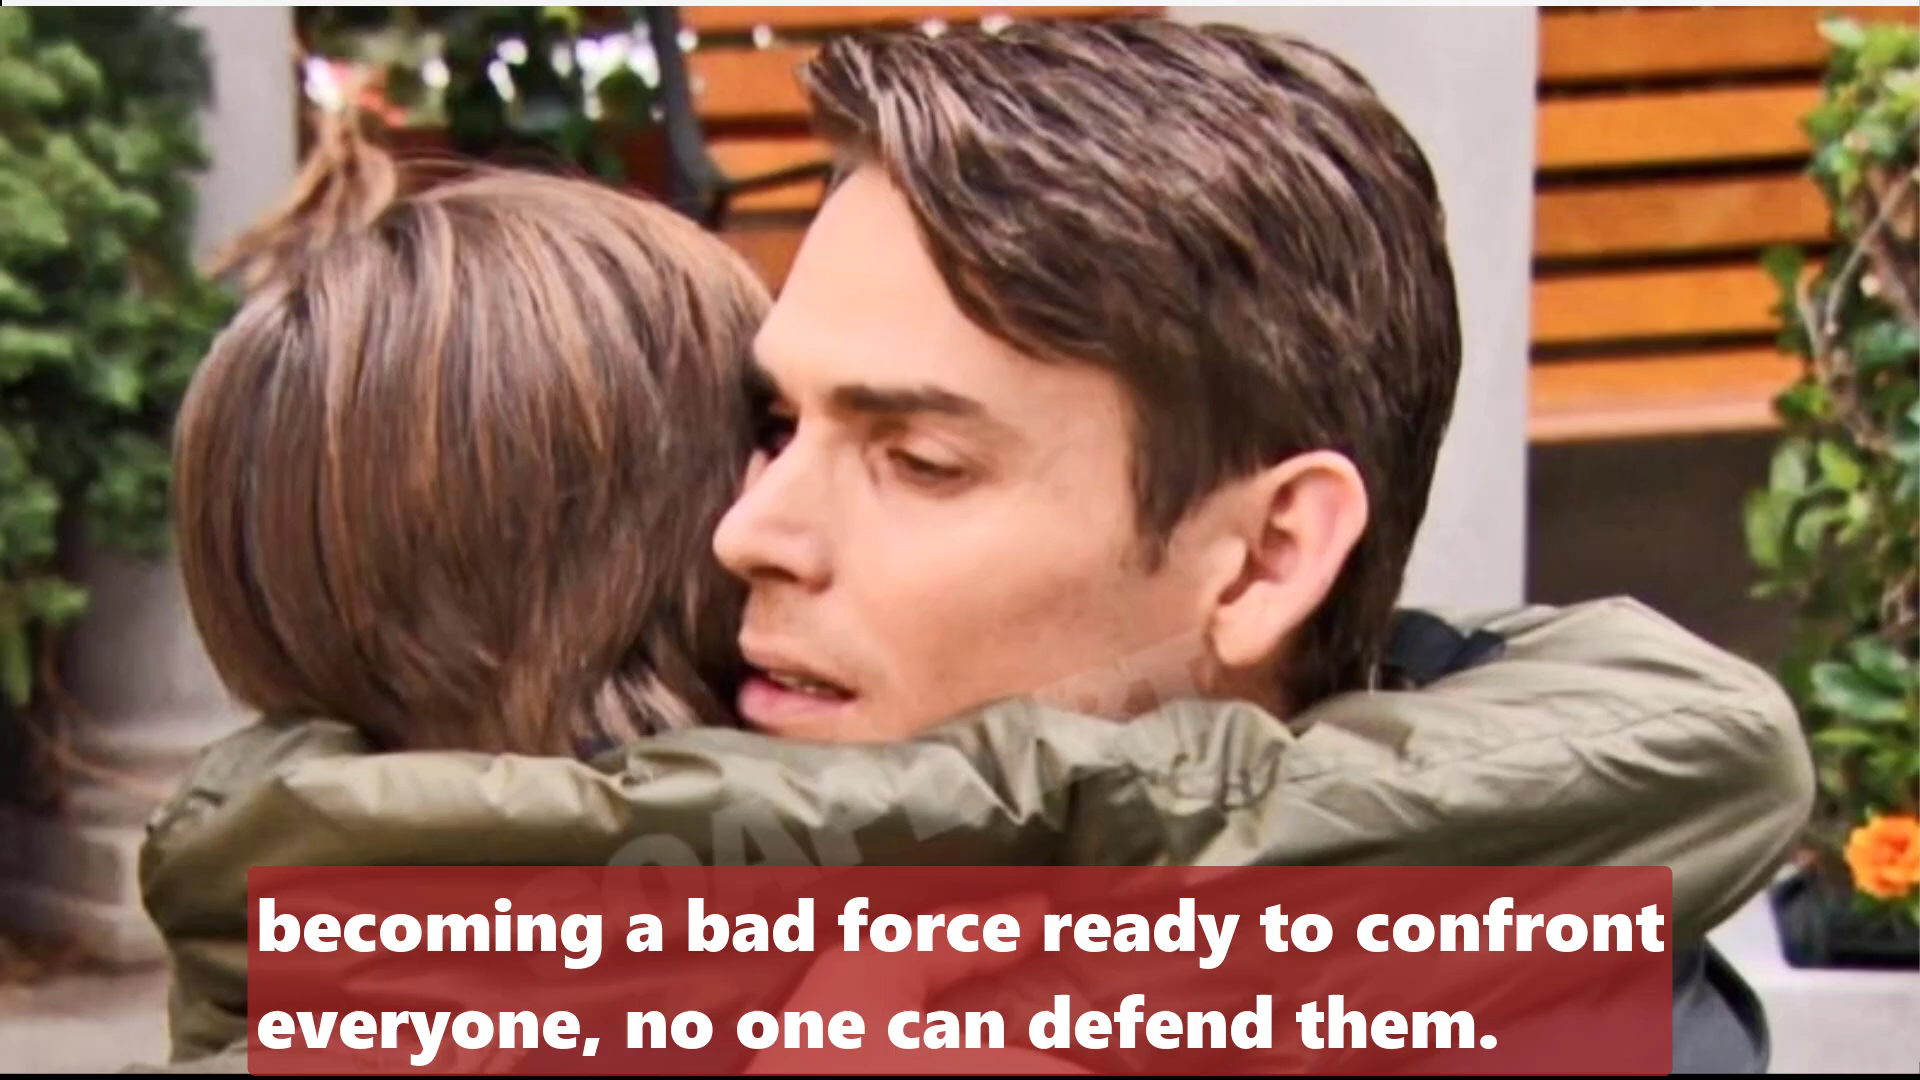 becoming a bad force ready to confront
everyone, no one can defend them.